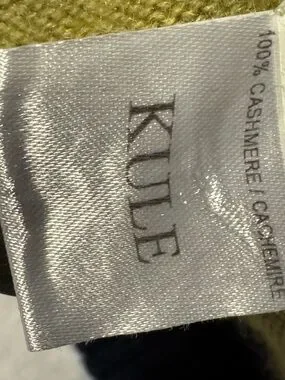 100% CASHMERE / CACHEMIRE
KULE